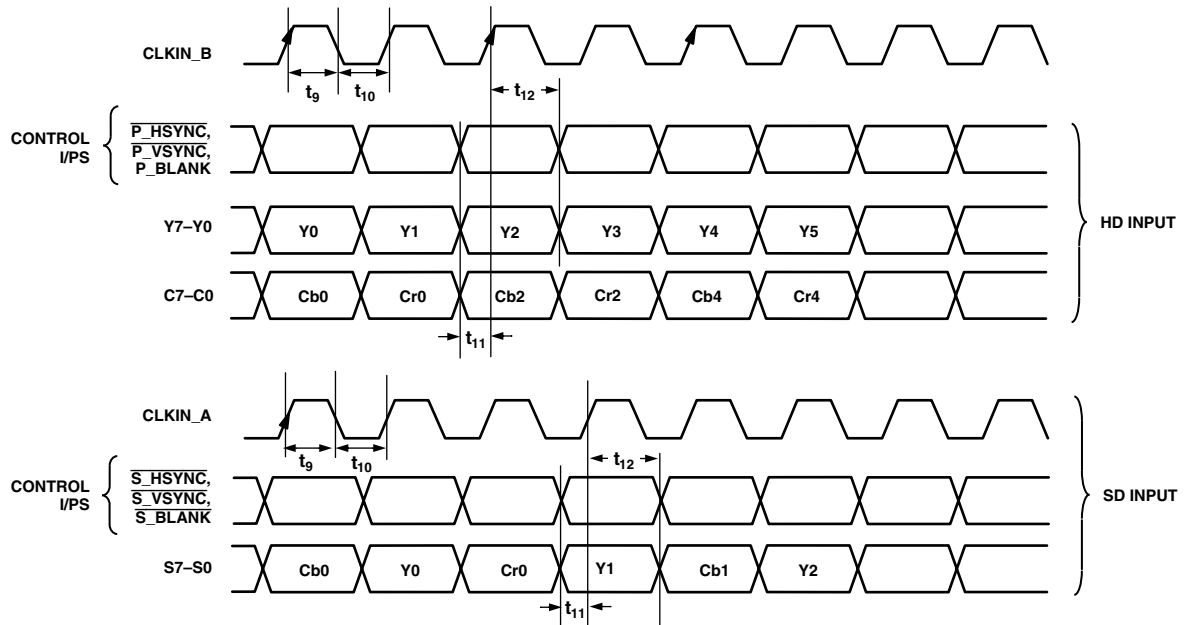 CLKIN_B
t9
t10
t12
CONTROL
I/PS
P_HSYNC,
P_VSYNC,
P_BLANK
Y7–Y0
Y0 Y1 Y2 Y3 Y4 Y5
HD INPUT
C7–C0
Cb0 Cr0 Cb2 Cr2 Cb4 Cr4
t11
CLKIN_A
t9
t10
t12
CONTROL
I/PS
S_HSYNC,
S_VSYNC,
S_BLANK
SD INPUT
S7–S0
Cb0 Y0 Cr0 Y1 Cb1 Y2
t11